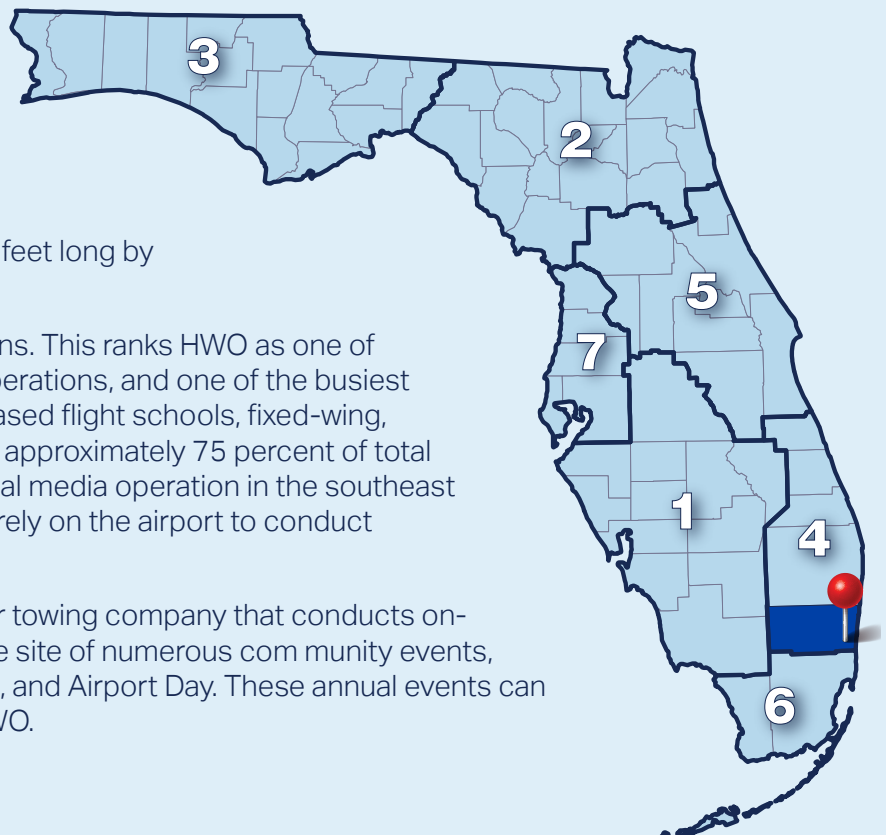 3
2
feet long by
5
ns. This ranks HWO as one of
7
perations, and one of the busiest
ased flight schools, fixed-wing,
approximately 75 percent of total
al media operation in the southeast
1
rely on the airport to conduct
4
r towing company that conducts on-
e site of numerous com munity events,
, and Airport Day. These annual events can
6
WO.